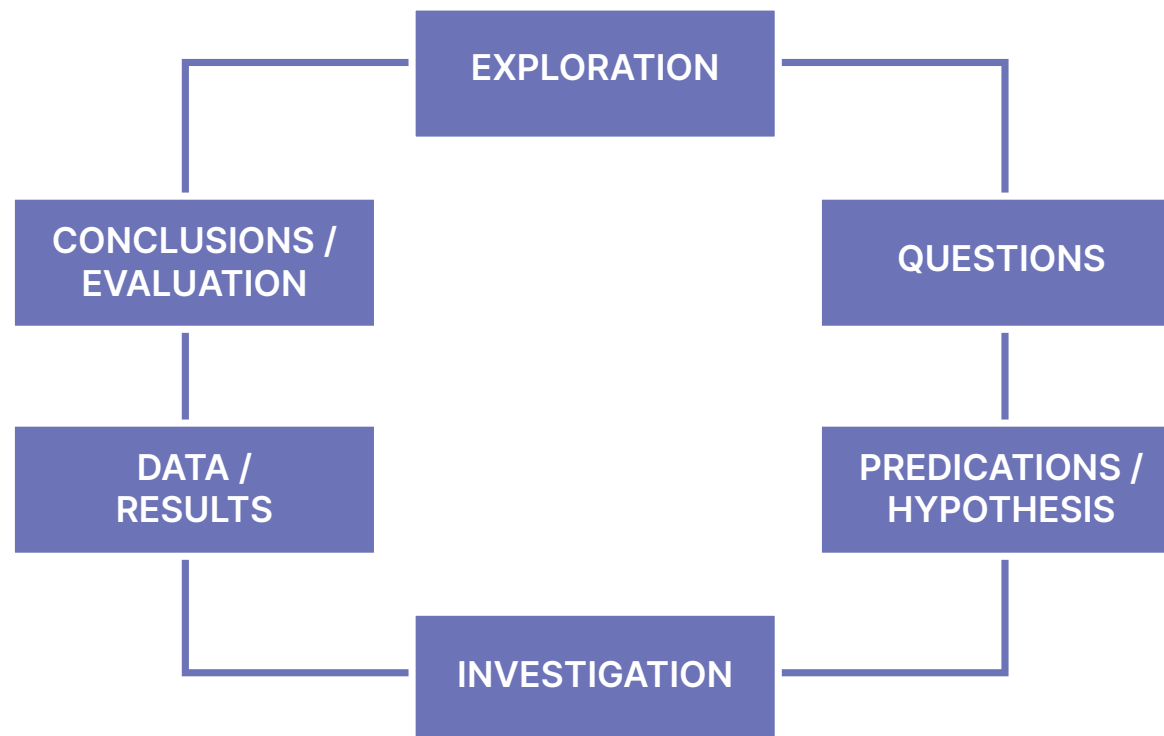 EXPLORATION
QUESTIONS
PREDICATIONS /
HYPOTHESIS
INVESTIGATION
DATA /
RESULTS
CONCLUSIONS /
EVALUATION